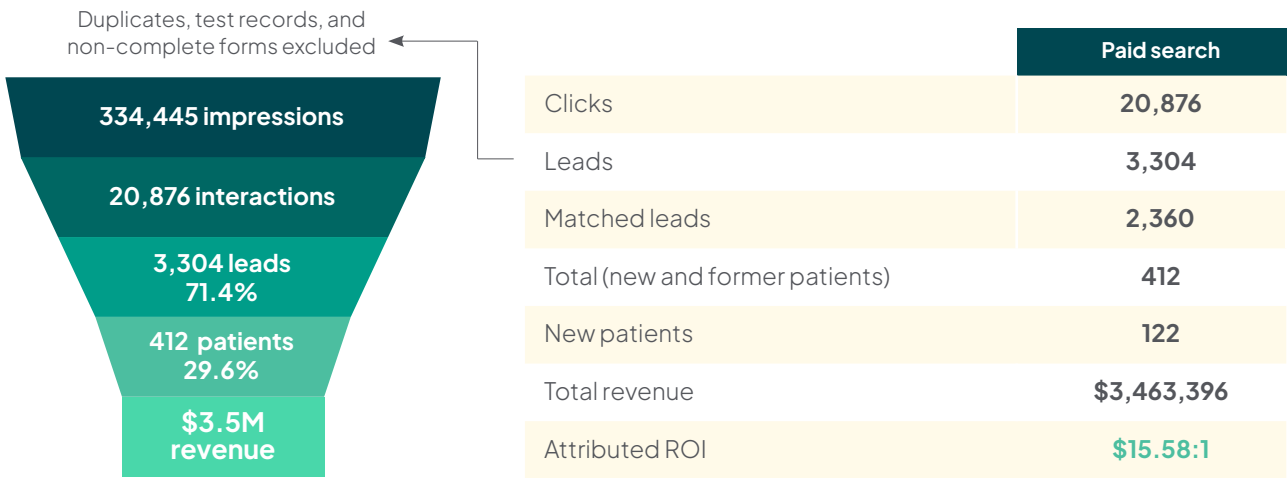 Duplicates, test records, and
non-complete forms excluded
334,445 impressions
20,876 interactions
3,304 leads
71.4%
412 patients
29.6%
$3.5M
revenue
Paid search
Clicks 20,876
Leads 3,304
Matched leads 2,360
Total (new and former patients) 412
New patients 122
Total revenue $3,463,396
Attributed ROI $15.58:1